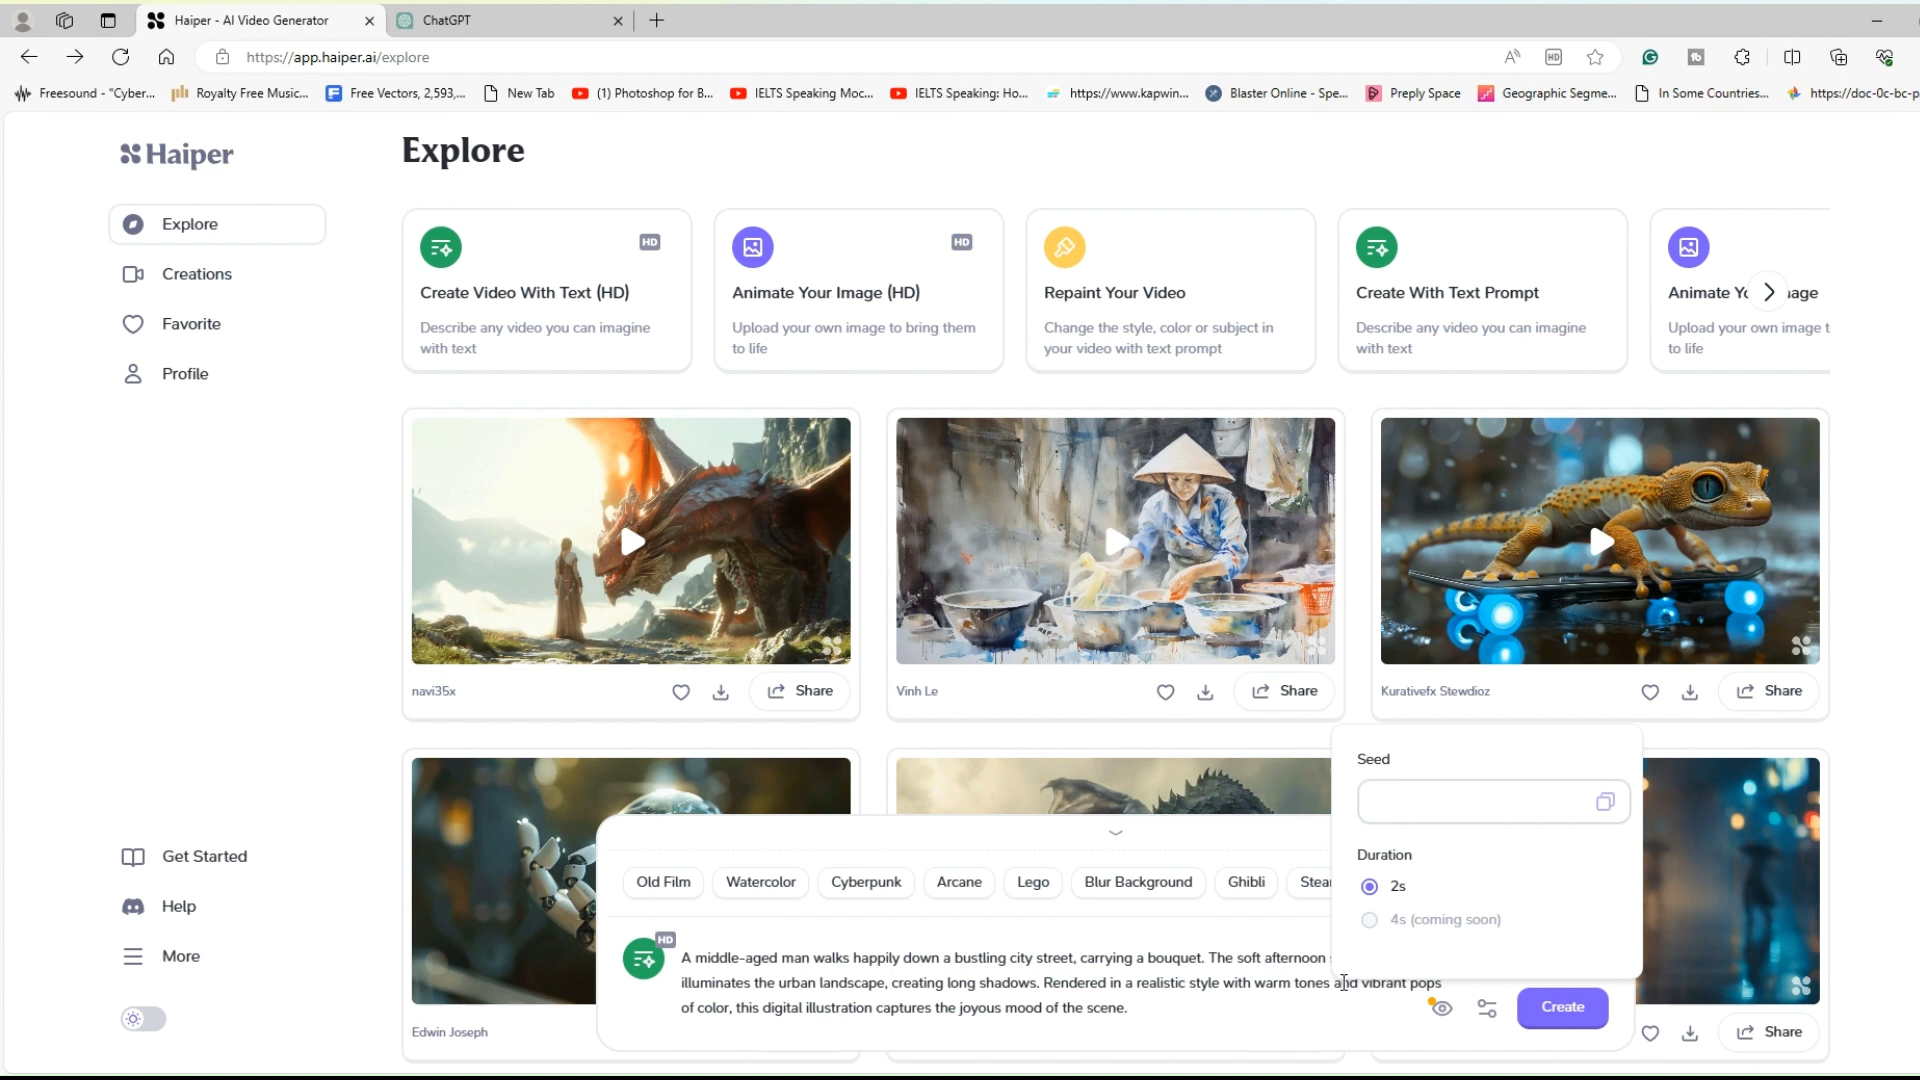 Haiper - AI Video Generator
ChatGPT
https://app.haiper.ai/explore
HD
Freesound - "Cyber...
Royalty Free Music...
Free Vectors, 2,593,...
New Tab
(1) Photoshop for B...
IELTS Speaking Moc...
IELTS Speaking: Ho...
https://www.kapwin...
Blaster Online - Spe...
Preply Space
Geographic Segme...
In Some Countries...
https://doc-0c-bc-p
Haiper
Explore
Creations
Favorite
Profile
Get Started
Help
More
Explore
HD
Create Video With Text (HD)
Describe any video you can imagine
with text
HD
Animate Your Image (HD)
Upload your own image to bring them
to life
Repaint Your Video
Change the style, color or subject in
your video with text prompt
Create With Text Prompt
Describe any video you can imagine
with text
Upload your own image t
to life
navi35x
Share
Vinh Le
Share
Kurativefx Stewdioz
Share
Edwin Joseph
Share
Seed
Duration
2s
4s (coming soon)
Old Film
Watercolor
Cyberpunk
Arcane
Lego
Blur Background
Ghibli
HD
A middle-aged man walks happily down a bustling city street, carrying a bouquet. The soft afternoon
illuminates the urban landscape, creating long shadows. Rendered in a realistic style with warm tones and vibrant pops
of color, this digital illustration captures the joyous mood of the scene.
Create